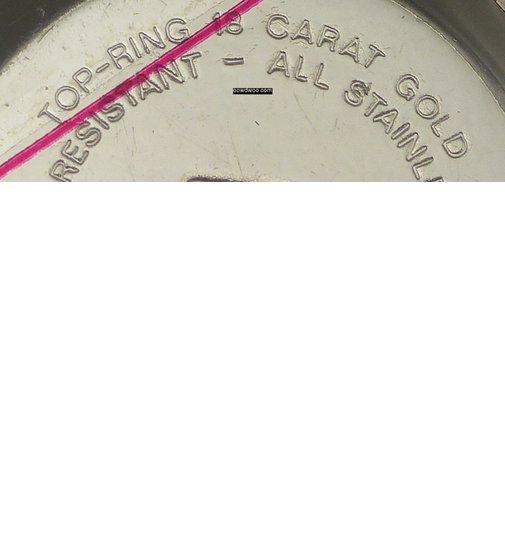 TOP-RING 18 CARAT GOLD
RESISTANT - ALL STAINL